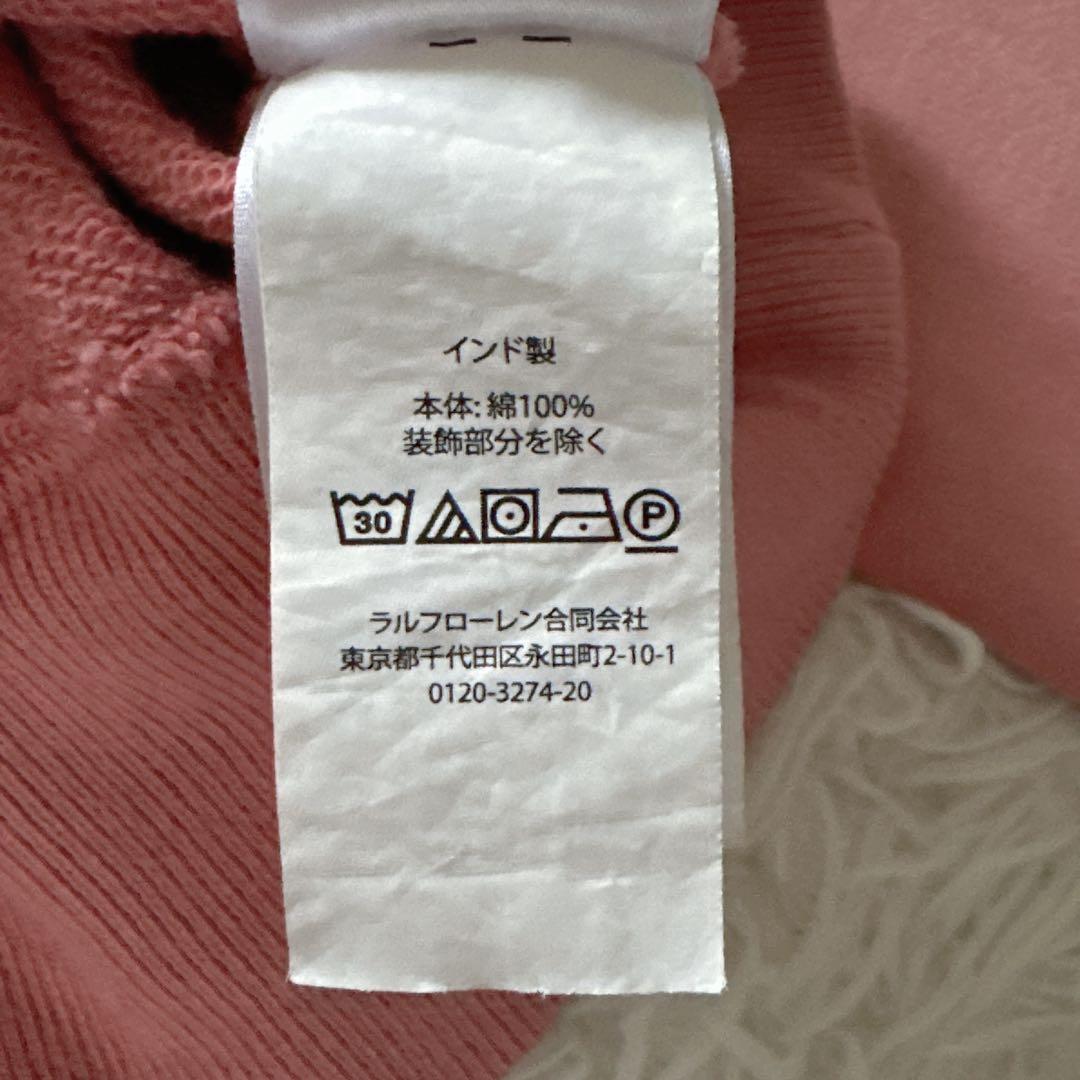 インド製
本体: 綿100%
装飾部分を除く
30 P
ラルフローレン合同会社
東京都千代田区永田町2-10-1
0120-3274-20